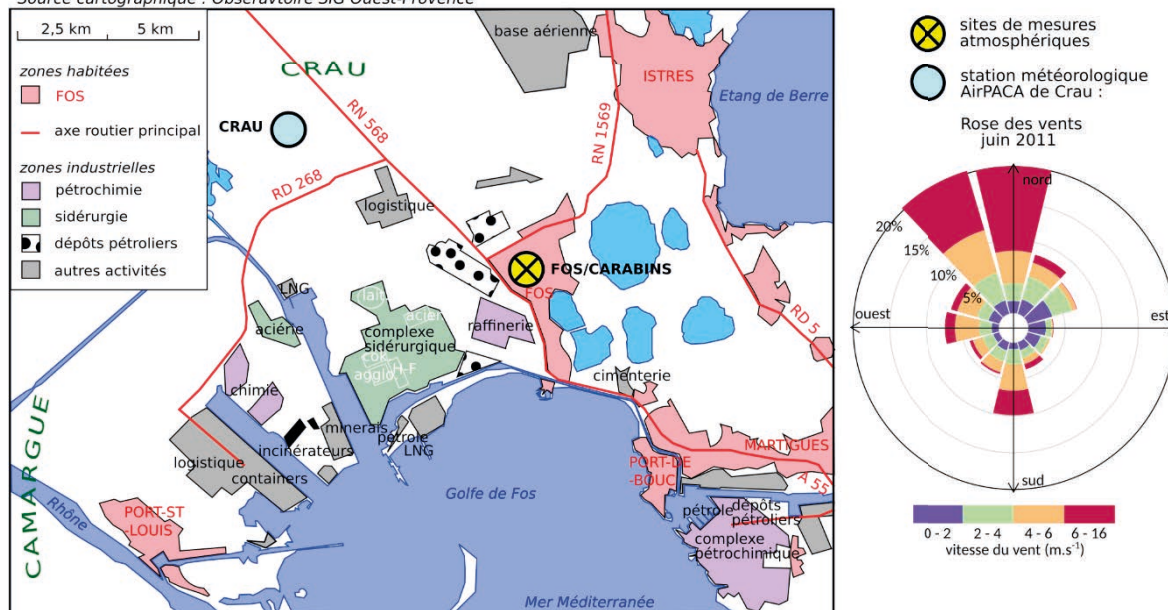 Source cartographique : Obseravtoire SIG Ouest-Provence
2,5 km
5 km
zones habitées
FOS
axe routier principal
zones industrielles
pétrochimie
sidérurgie
dépôts pétroliers
autres activités
CRAU
CRAU
RN 568
RD 268
base aérienne
ISTRES
Etang de Berre
RN 1569
logistique
FOS/CARABINS
FOS
LNG
aciérie
complexe
sidérurgique
acier
cok
agglo
H-F
raffinerie
RD 5
cimenterie
chimie
minerais
incinérateurs
pétrole
LNG
logistique
containers
MARTIGUES
PORT-DE
-BOUC
A 55
CAMARGUE
Rhône
PORT-ST
-LOUIS
Golfe de Fos
pétrole
dépôts
pétroliers
complexe
pétrochimique
Mer Méditerranée
sites de mesures
atmosphériques
station météorologique
AirPACA de Crau :
Rose des vents
juin 2011
nord
20%
15%
10%
5%
ouest
est
sud
0 - 2
2 - 4
4 - 6
6 - 16
vitesse du vent (m.s⁻¹)